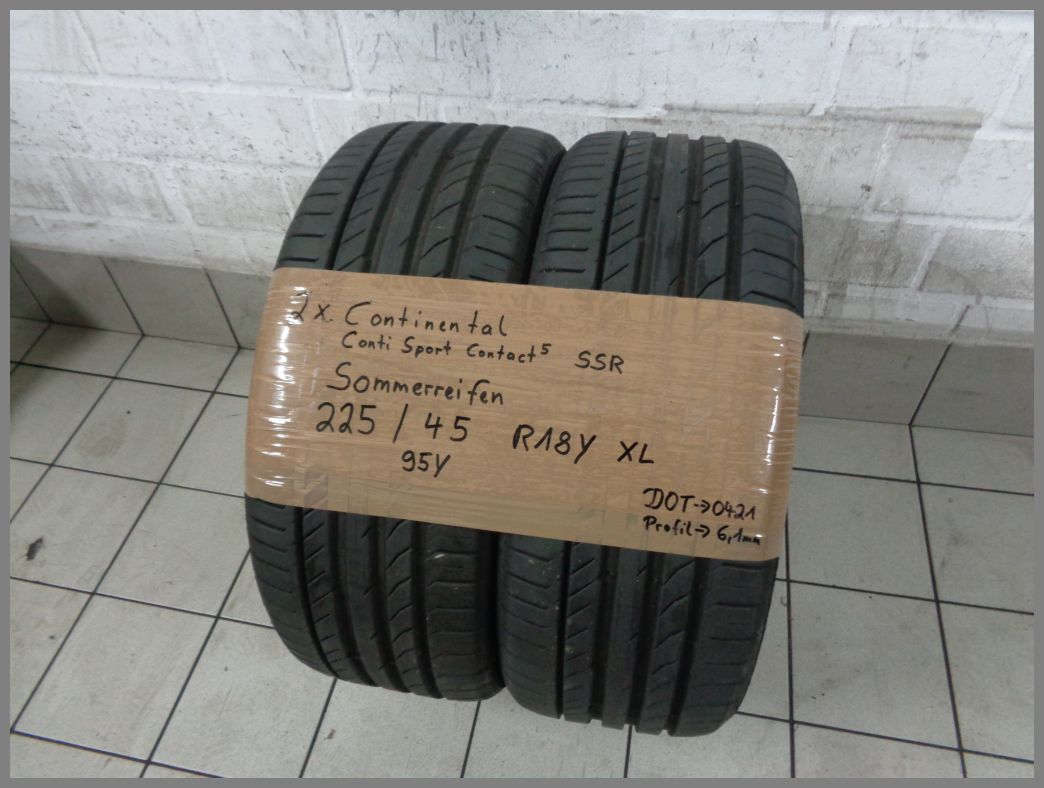 2x Continental
Conti Sport Contact⁵ SSR
Sommerreifen
225 / 45 R18Y XL
95Y
DOT→0421
Profil→ 6,1mm